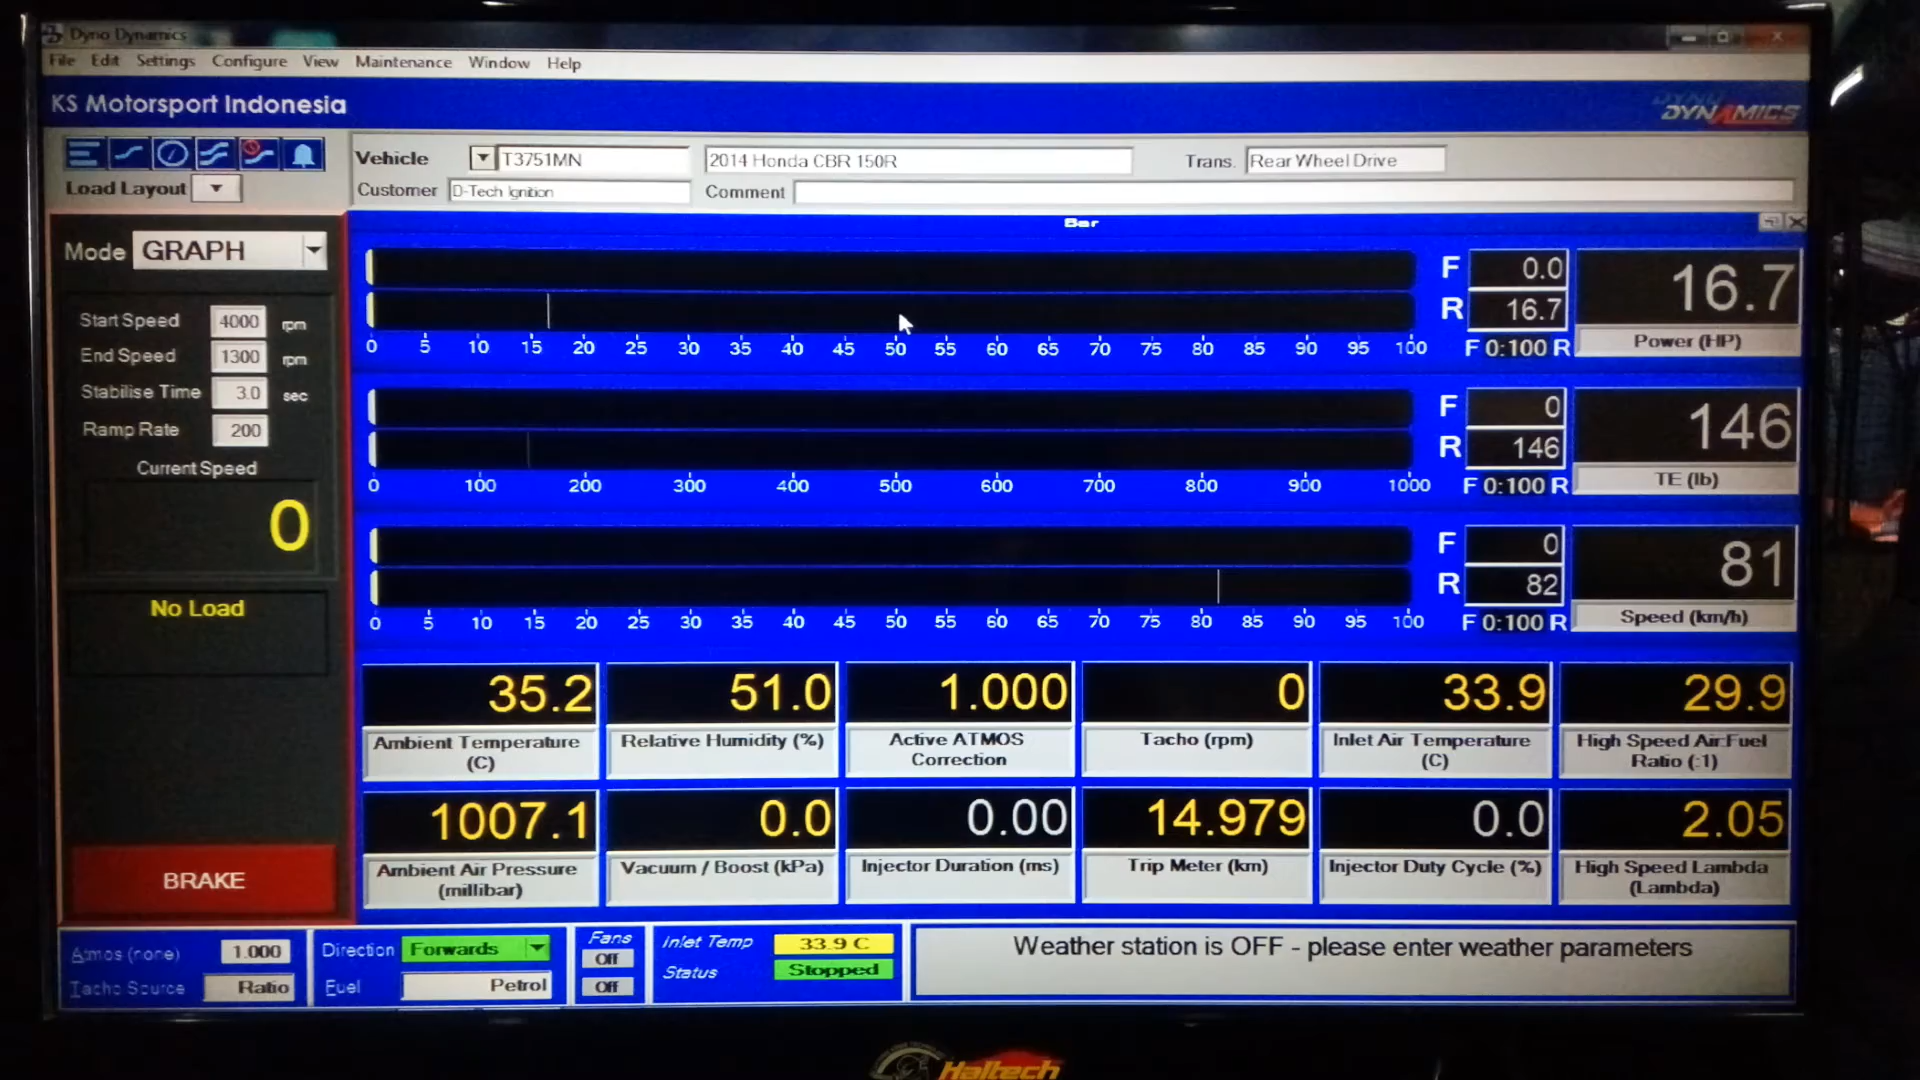 Dyno Dynamics
File Edit Settings Configure View Maintenance Window Help
KS Motorsport Indonesia
DYNO DYNAMICS
Load Layout
Vehicle T3751MN 2014 Honda CBR 150R Trans. Rear Wheel Drive
Customer D-Tech Ignition Comment
Mode GRAPH
Start Speed 4000 rpm
End Speed 1300 rpm
Stabilise Time 3.0 sec
Ramp Rate 200
Current Speed
0
No Load
BRAKE
Bar
F 0.0
R 16.7
16.7
0 5 10 15 20 25 30 35 40 45 50 55 60 65 70 75 80 85 90 95 100 F 0:100 R
Power (HP)
F 0
R 146
146
0 100 200 300 400 500 600 700 800 900 1000 F 0:100 R
TE (lb)
F 0
R 82
81
0 5 10 15 20 25 30 35 40 45 50 55 60 65 70 75 80 85 90 95 100 F 0:100 R
Speed (km/h)
35.2 51.0 1.000 0 33.9 29.9
Ambient Temperature (C) Relative Humidity (%) Active ATMOS Correction Tacho (rpm) Inlet Air Temperature (C) High Speed Air:Fuel Ratio (:1)
1007.1 0.0 0.00 14.979 0.0 2.05
Ambient Air Pressure (millibar) Vacuum / Boost (kPa) Injector Duration (ms) Trip Meter (km) Injector Duty Cycle (%) High Speed Lambda (Lambda)
Atmos (none) 1.000
Tacho Source Ratio
Direction Forwards
Fuel Petrol
Fans
Off
Off
Inlet Temp 33.9 C
Status Stopped
Weather station is OFF - please enter weather parameters
Haltech